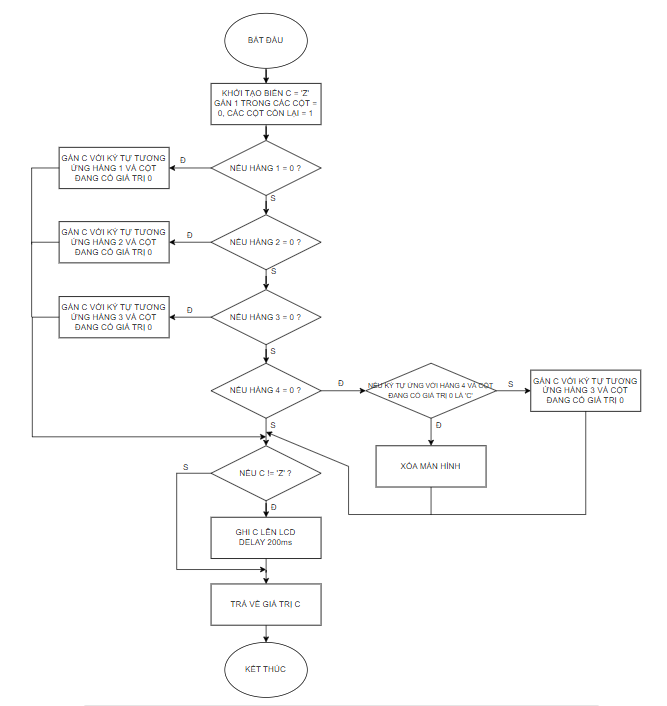 BẮT ĐẦU
KHỞI TẠO BIẾN C = 'Z'
GÁN 1 TRONG CÁC CỘT =
0, CÁC CỘT CÒN LẠI = 1
NẾU HÀNG 1 = 0 ?
Đ
GÁN C VỚI KÝ TỰ TƯƠNG
ỨNG HÀNG 1 VÀ CỘT
ĐANG CÓ GIÁ TRỊ 0
S
NẾU HÀNG 2 = 0 ?
Đ
GÁN C VỚI KÝ TỰ TƯƠNG
ỨNG HÀNG 2 VÀ CỘT
ĐANG CÓ GIÁ TRỊ 0
S
NẾU HÀNG 3 = 0 ?
Đ
GÁN C VỚI KÝ TỰ TƯƠNG
ỨNG HÀNG 3 VÀ CỘT
ĐANG CÓ GIÁ TRỊ 0
S
NẾU HÀNG 4 = 0 ?
Đ
NẾU KÝ TỰ ỨNG VỚI HÀNG 4 VÀ CỘT
ĐANG CÓ GIÁ TRỊ 0 LÀ 'C'
S
GÁN C VỚI KÝ TỰ TƯƠNG
ỨNG HÀNG 3 VÀ CỘT
ĐANG CÓ GIÁ TRỊ 0
S
Đ
XÓA MÀN HÌNH
NẾU C != 'Z' ?
S
Đ
GHI C LÊN LCD
DELAY 200ms
TRẢ VỀ GIÁ TRỊ C
KẾT THÚC